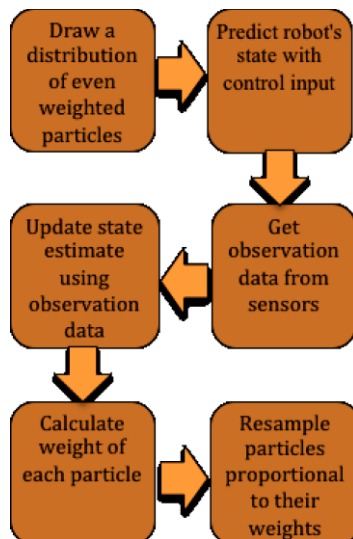 Draw a
distribution
of even
weighted
particles
Predict robot's
state with
control input
Get
observation
data from
sensors
Update state
estimate
using
observation
data
Calculate
weight of
each particle
Resample
particles
proportional
to their
weights